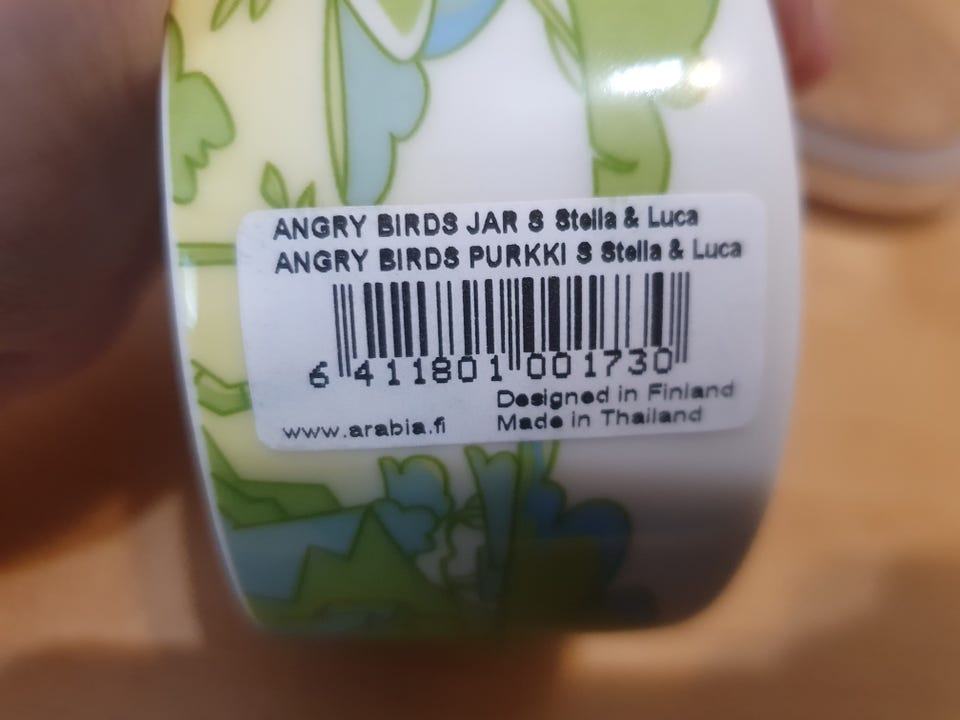 ANGRY BIRDS JAR S Stella & Luca
ANGRY BIRDS PURKKI S Stella & Luca
6 411801 001730
Designed in Finland
www.arabia.fi Made in Thailand